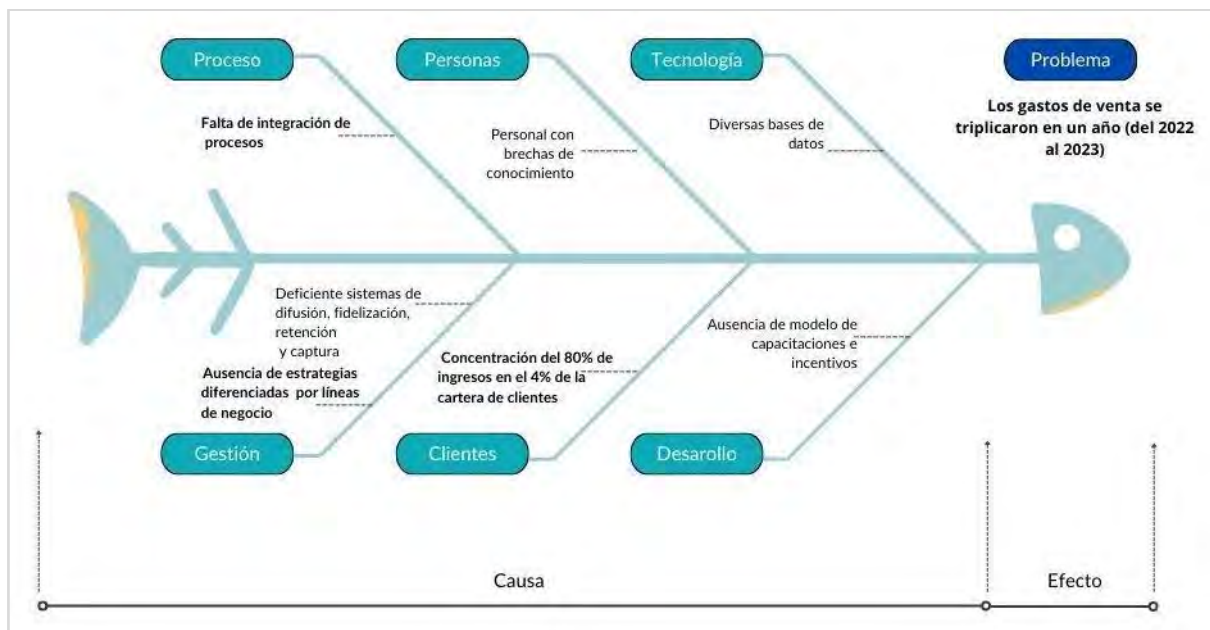 Proceso
Personas
Tecnología
Problema
Falta de integración de
procesos
Personal con
brechas de
conocimiento
Diversas bases de
datos
Los gastos de venta se
triplicaron en un año (del 2022
al 2023)
Deficiente sistemas de
difusión, fidelización,
retención
y captura
Ausencia de estrategias
diferenciadas por líneas
de negocio
Concentración del 80% de
ingresos en el 4% de la
cartera de clientes
Ausencia de modelo de
capacitaciones e
incentivos
Gestión
Clientes
Desarollo
Causa
Efecto